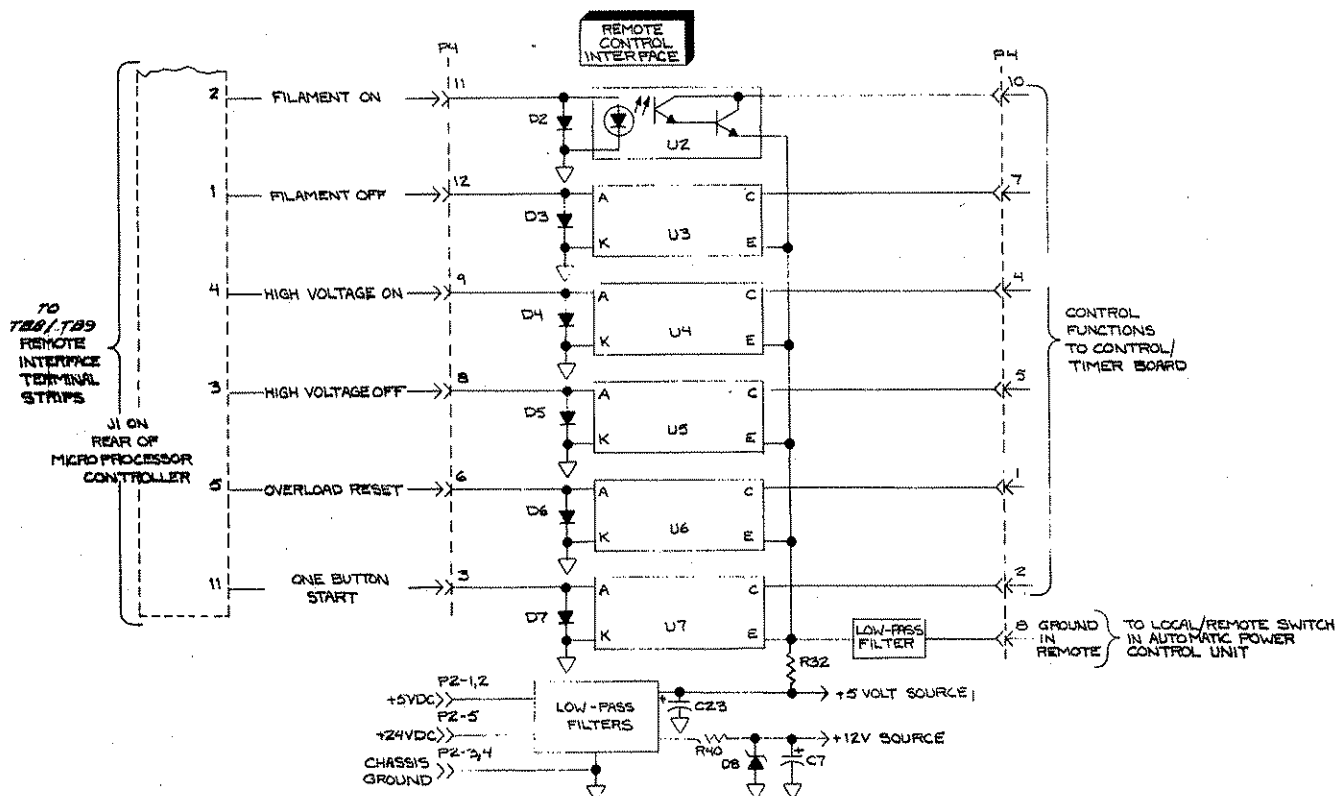 REMOTE
CONTROL
INTERFACE
P4
P4
2
FILAMENT ON
11
D2
U2
10
1
FILAMENT OFF
12
D3
A
K
U3
C
E
7
4
HIGH VOLTAGE ON
9
D4
A
K
U4
C
E
4
3
HIGH VOLTAGE OFF
8
D5
A
K
U5
C
E
5
5
OVERLOAD RESET
6
D6
A
K
U6
C
E
1
11
ONE BUTTON
START
3
D7
A
K
U7
C
E
2
TO
TB8/TB9
REMOTE
INTERFACE
TERMINAL
STRIPS
J1 ON
REAR OF
MICROPROCESSOR
CONTROLLER
CONTROL
FUNCTIONS
TO CONTROL/
TIMER BOARD
LOW-PASS
FILTER
8
GROUND
IN
REMOTE
TO LOCAL/REMOTE SWITCH
IN AUTOMATIC POWER
CONTROL UNIT
R32
+5 VOLT SOURCE
P2-1,2
+5VDC
P2-5
+24VDC
P2-3,4
CHASSIS
GROUND
LOW-PASS
FILTERS
+
C23
R40
+12V SOURCE
D8
+
C7